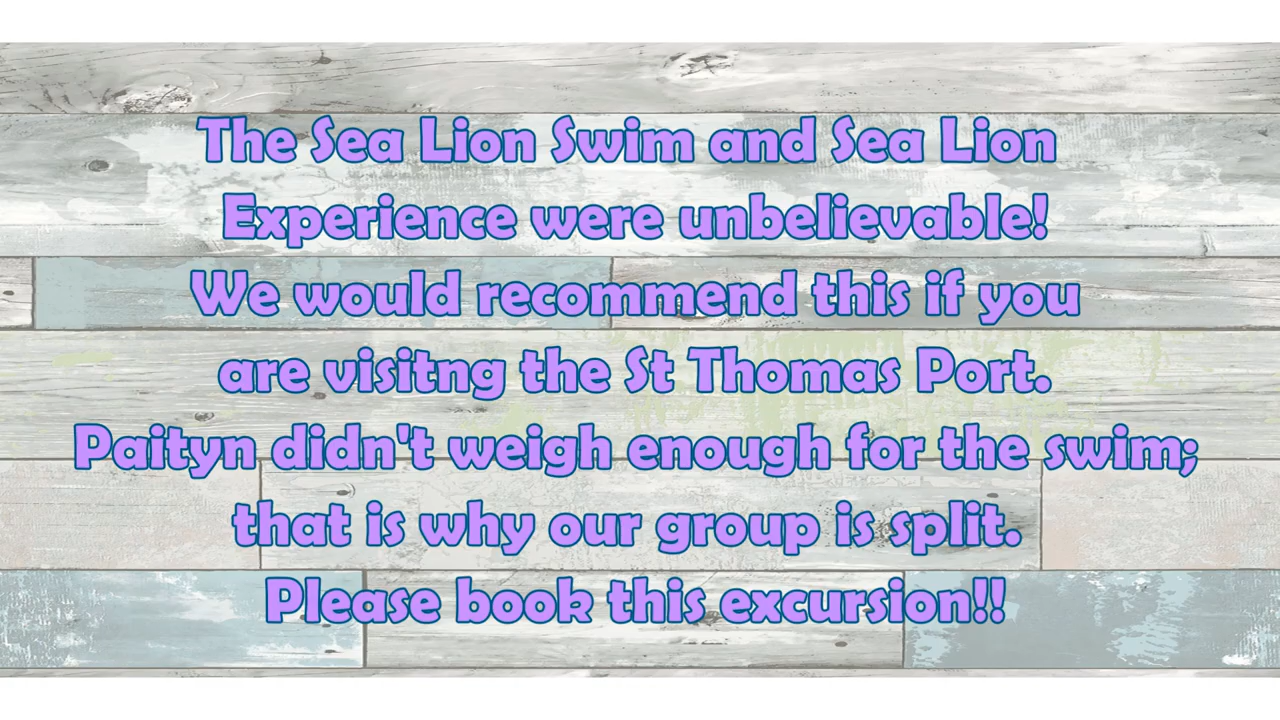 The Sea Lion Swim and Sea Lion
Experience were unbelievable!
We would recommend this if you
are visitng the St Thomas Port.
Paityn didn't weigh enough for the swim;
that is why our group is split.
Please book this excursion!!